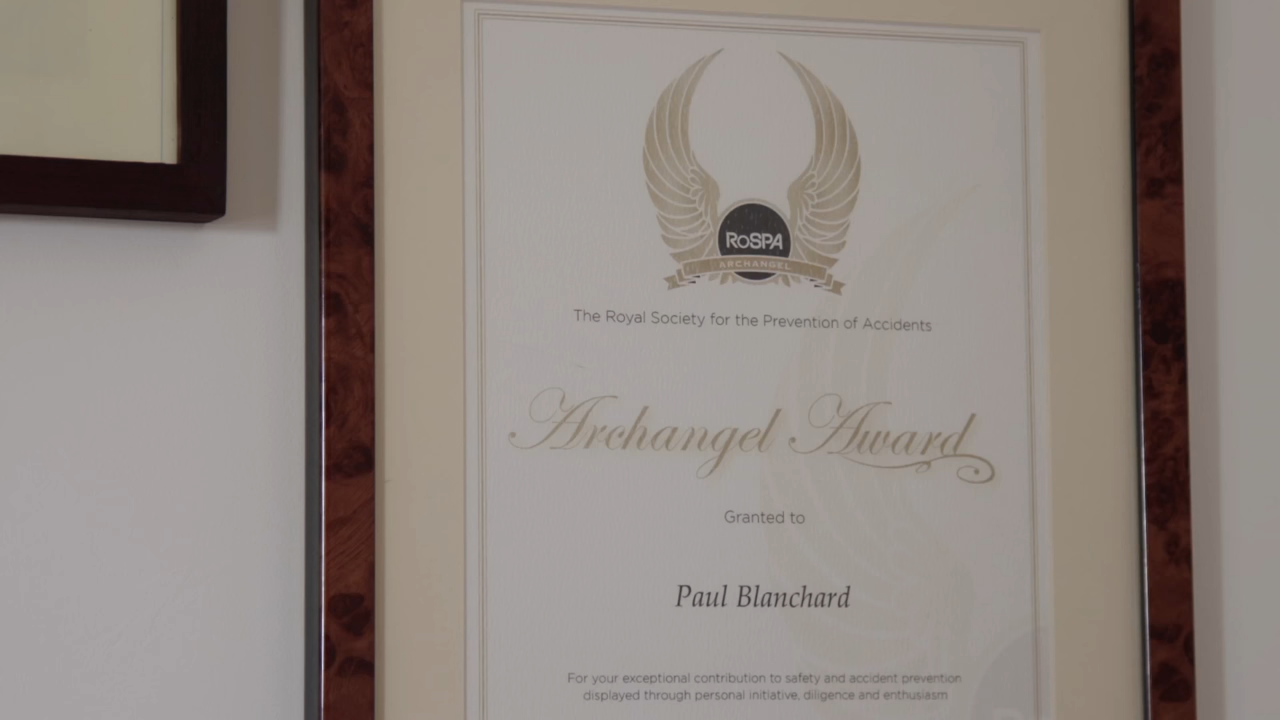 RoSPA
ARCHANGEL
The Royal Society for the Prevention of Accidents
Archangel Award
Granted to
Paul Blanchard
For your exceptional contribution to safety and accident prevention
displayed through personal initiative, diligence and enthusiasm